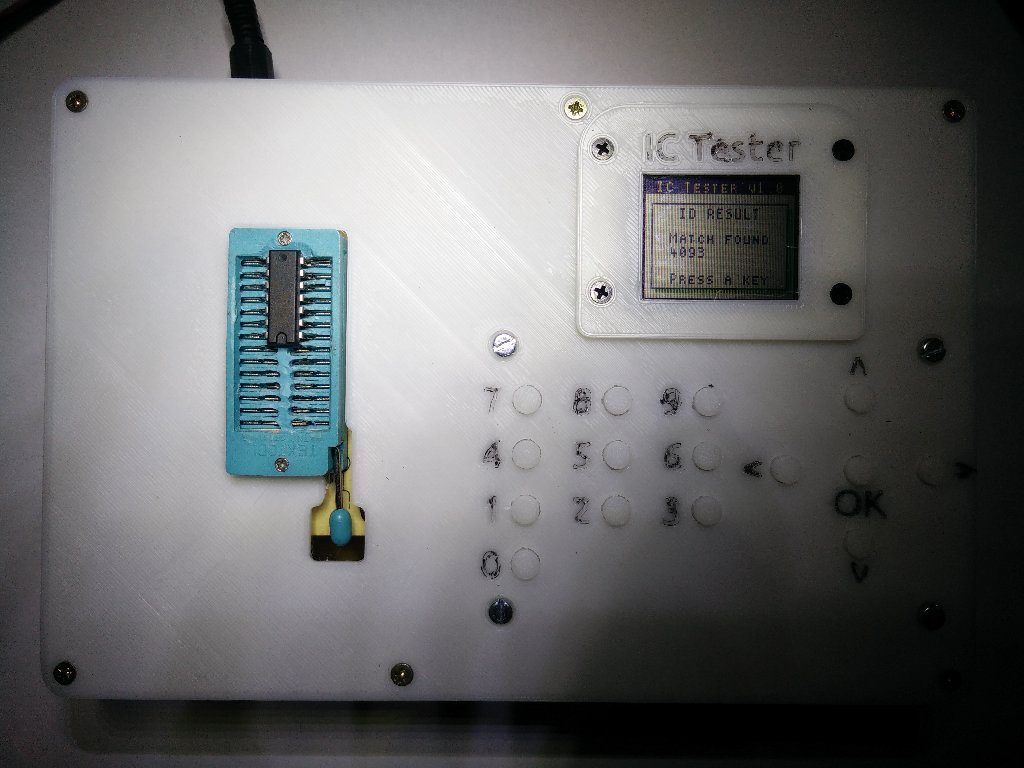 IC Tester
IC TESTER v1.0
ID RESULT
MATCH FOUND
4093
PRESS A KEY
7 8 9
^
4 5 6 < >
OK
1 2 3
v
0